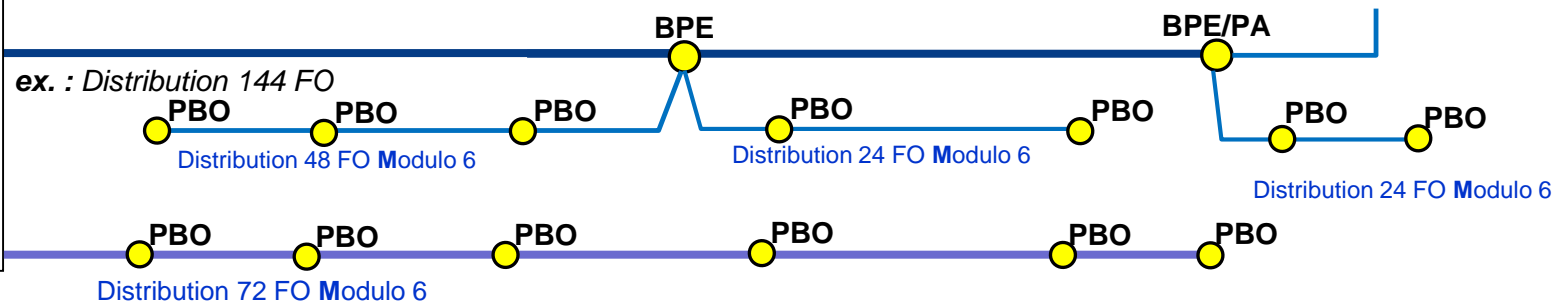 BPE
BPE/PA
ex. : Distribution 144 FO
PBO
PBO
PBO
PBO
PBO
PBO
PBO
Distribution 48 FO Modulo 6
Distribution 24 FO Modulo 6
Distribution 24 FO Modulo 6
PBO
PBO
PBO
PBO
PBO
PBO
Distribution 72 FO Modulo 6